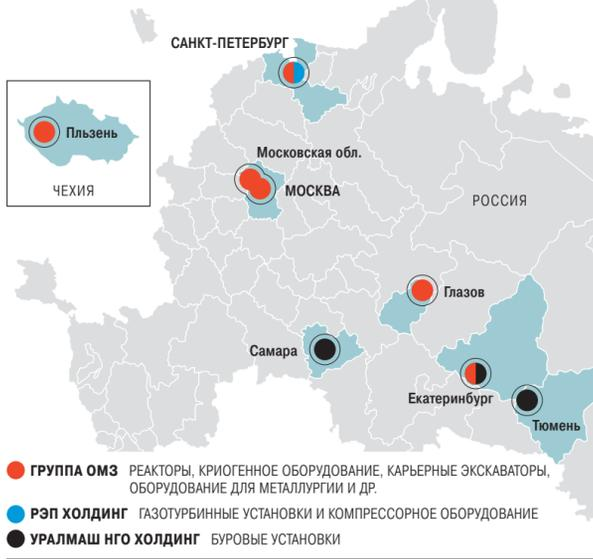 САНКТ-ПЕТЕРБУРГ
Пльзень
ЧЕХИЯ
Московская обл.
МОСКВА
РОССИЯ
Глазов
Самара
Екатеринбург
Тюмень
ГРУППА ОМЗ РЕАКТОРЫ, КРИОГЕННОЕ ОБОРУДОВАНИЕ, КАРЬЕРНЫЕ ЭКСКАВАТОРЫ,
ОБОРУДОВАНИЕ ДЛЯ МЕТАЛЛУРГИИ И ДР.
РЭП ХОЛДИНГ ГАЗОТУРБИННЫЕ УСТАНОВКИ И КОМПРЕССОРНОЕ ОБОРУДОВАНИЕ
УРАЛМАШ НГО ХОЛДИНГ БУРОВЫЕ УСТАНОВКИ